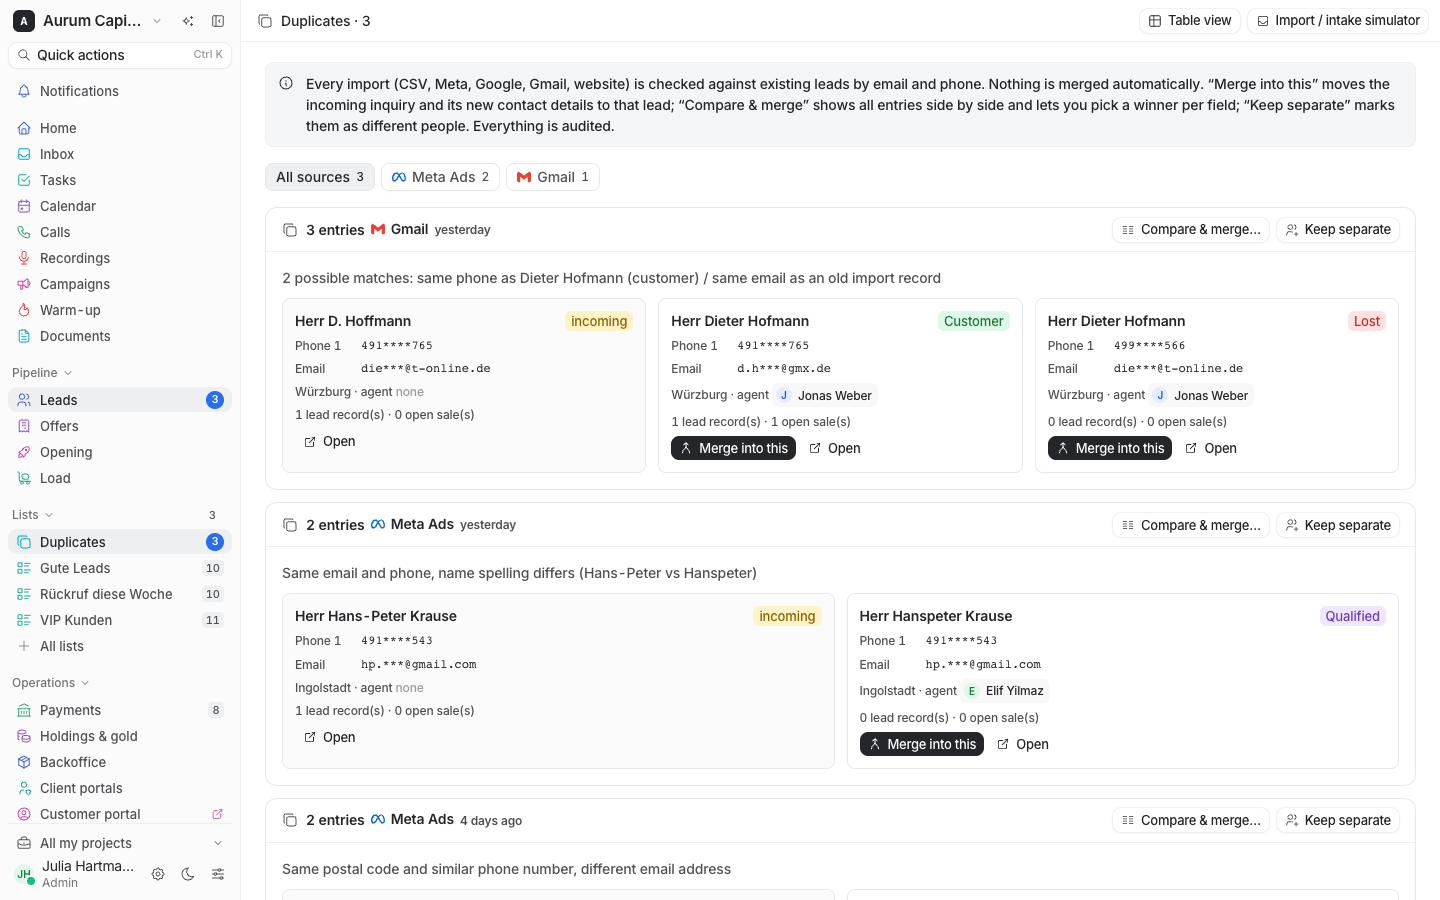 A Aurum Capi...
Quick actions Ctrl K
Notifications
Home
Inbox
Tasks
Calendar
Calls
Recordings
Campaigns
Warm-up
Documents
Pipeline
Leads 3
Offers
Opening
Load
Lists 3
Duplicates 3
Gute Leads 10
Rückruf diese Woche 10
VIP Kunden 11
All lists
Operations
Payments 8
Holdings & gold
Backoffice
Client portals
Customer portal
All my projects
JH Julia Hartma...
Admin
Duplicates · 3
Table view
Import / intake simulator
Every import (CSV, Meta, Google, Gmail, website) is checked against existing leads by email and phone. Nothing is merged automatically. “Merge into this” moves the
incoming inquiry and its new contact details to that lead; “Compare & merge” shows all entries side by side and lets you pick a winner per field; “Keep separate” marks
them as different people. Everything is audited.
All sources 3
Meta Ads 2
Gmail 1
3 entries Gmail yesterday
Compare & merge...
Keep separate
2 possible matches: same phone as Dieter Hofmann (customer) / same email as an old import record
Herr D. Hoffmann incoming
Phone 1 491****765
Email die***@t-online.de
Würzburg · agent none
1 lead record(s) · 0 open sale(s)
Open
Herr Dieter Hofmann Customer
Phone 1 491****765
Email d.h***@gmx.de
Würzburg · agent J Jonas Weber
1 lead record(s) · 1 open sale(s)
Merge into this Open
Herr Dieter Hofmann Lost
Phone 1 499****566
Email die***@t-online.de
Würzburg · agent J Jonas Weber
0 lead record(s) · 0 open sale(s)
Merge into this Open
2 entries Meta Ads yesterday
Compare & merge...
Keep separate
Same email and phone, name spelling differs (Hans-Peter vs Hanspeter)
Herr Hans-Peter Krause incoming
Phone 1 491****543
Email hp.***@gmail.com
Ingolstadt · agent none
1 lead record(s) · 0 open sale(s)
Open
Herr Hanspeter Krause Qualified
Phone 1 491****543
Email hp.***@gmail.com
Ingolstadt · agent E Elif Yilmaz
0 lead record(s) · 0 open sale(s)
Merge into this Open
2 entries Meta Ads 4 days ago
Compare & merge...
Keep separate
Same postal code and similar phone number, different email address